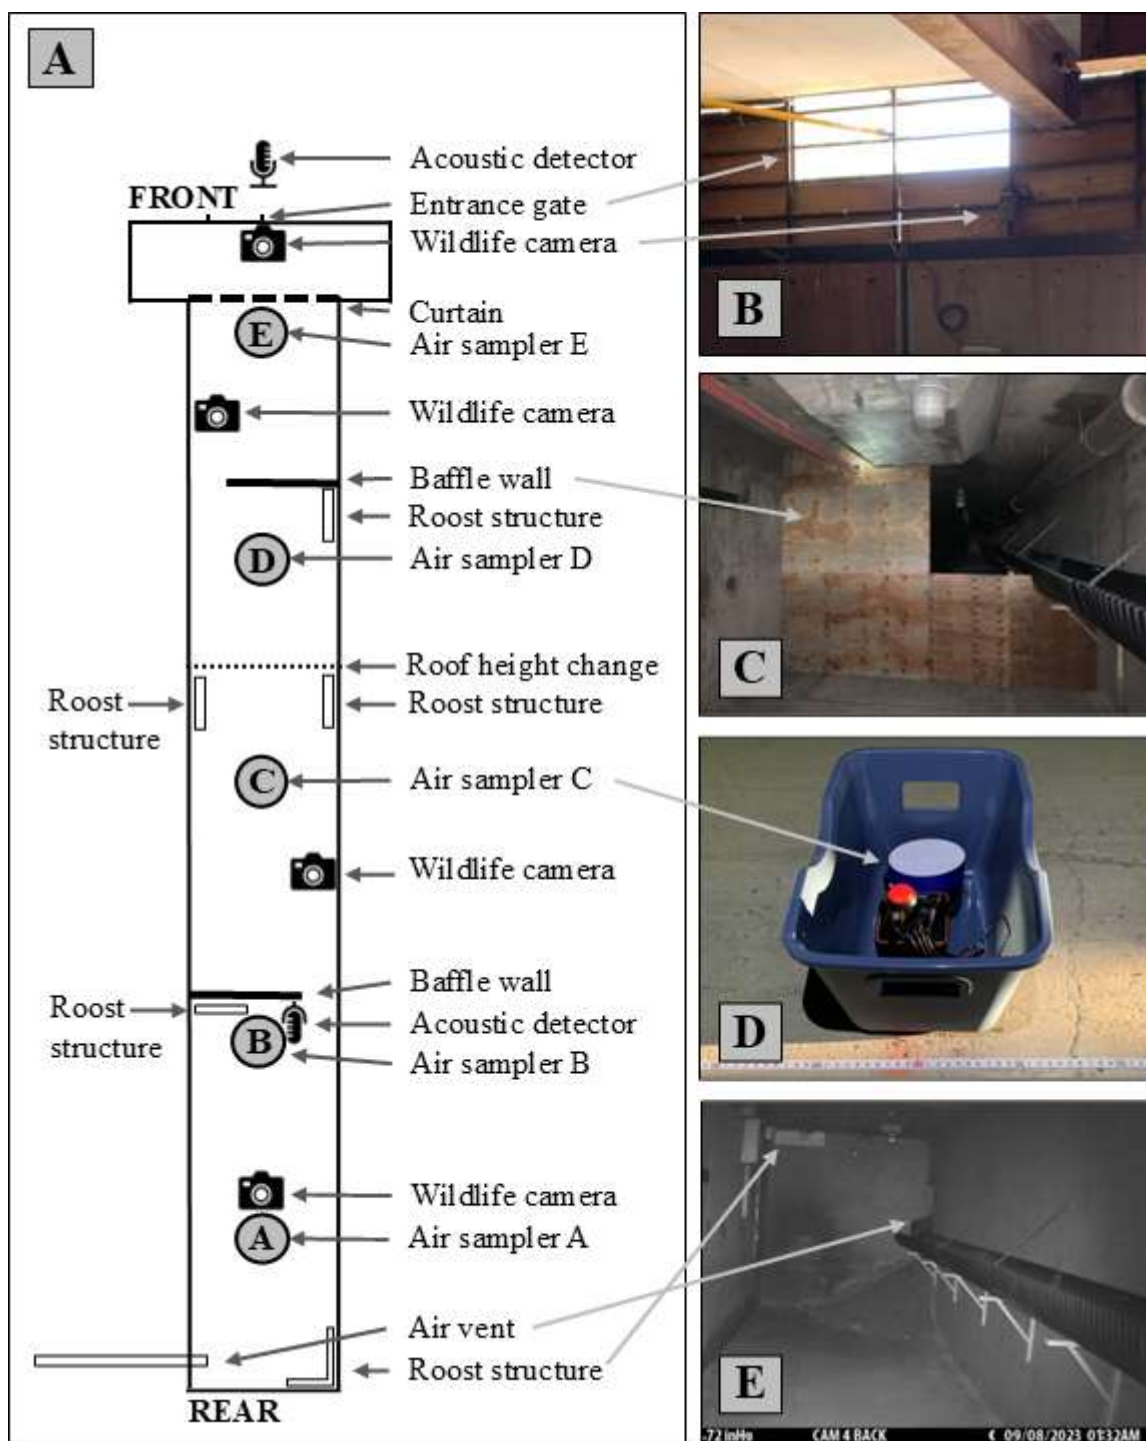 A
Acoustic detector
FRONT
Entrance gate
Wildlife camera
Curtain
E
Air sampler E
Wildlife camera
Baffle wall
Roost structure
D
Air sampler D
Roof height change
Roost
structure
Roost structure
C
Air sampler C
Wildlife camera
Baffle wall
Roost
structure
Acoustic detector
B
Air sampler B
Wildlife camera
A
Air sampler A
Air vent
Roost structure
REAR
B
C
D
E
-72 inHg CAM 4 BACK 09/08/2023 01:32AM